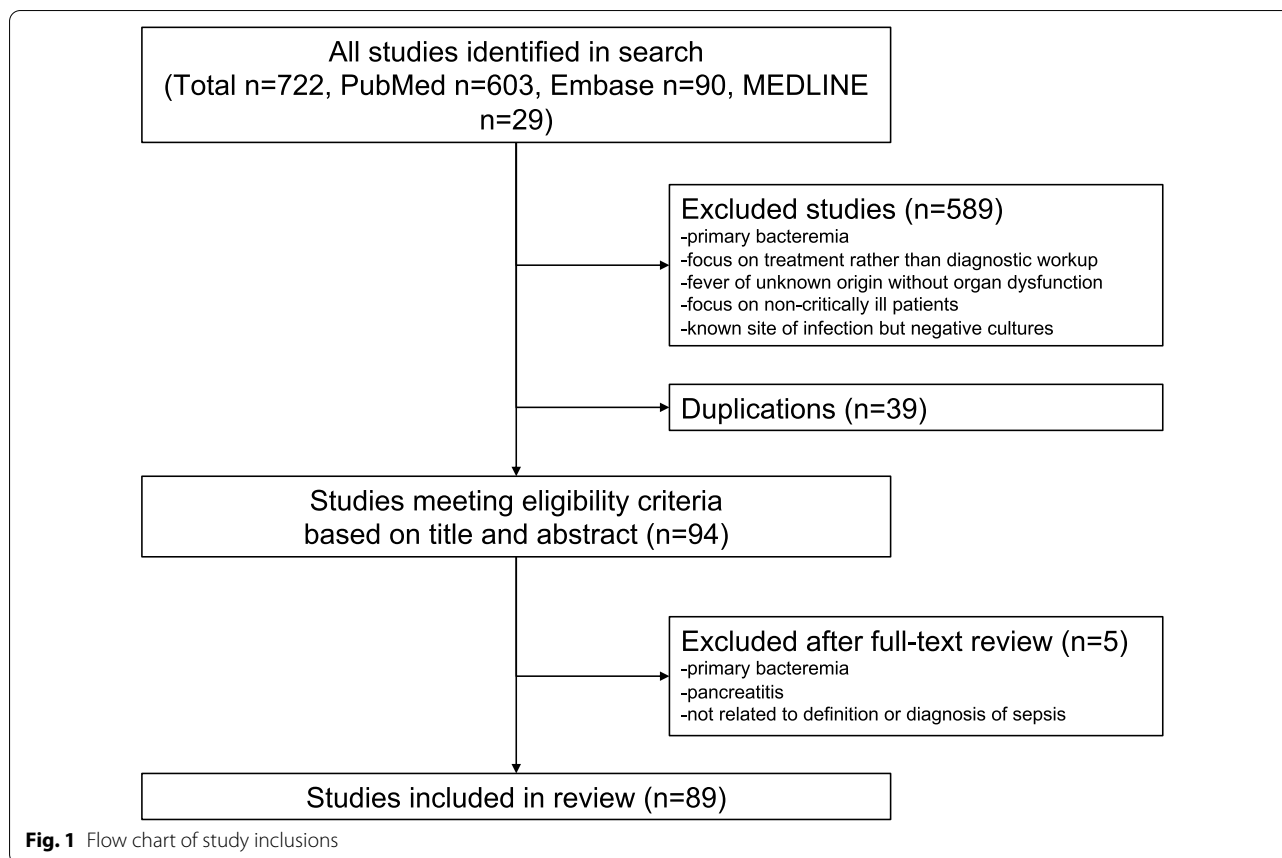 All studies identified in search
(Total n=722, PubMed n=603, Embase n=90, MEDLINE
n=29)
Excluded studies (n=589)
-primary bacteremia
-focus on treatment rather than diagnostic workup
-fever of unknown origin without organ dysfunction
-focus on non-critically ill patients
-known site of infection but negative cultures
Duplications (n=39)
Studies meeting eligibility criteria
based on title and abstract (n=94)
Excluded after full-text review (n=5)
-primary bacteremia
-pancreatitis
-not related to definition or diagnosis of sepsis
Studies included in review (n=89)
Fig. 1 Flow chart of study inclusions